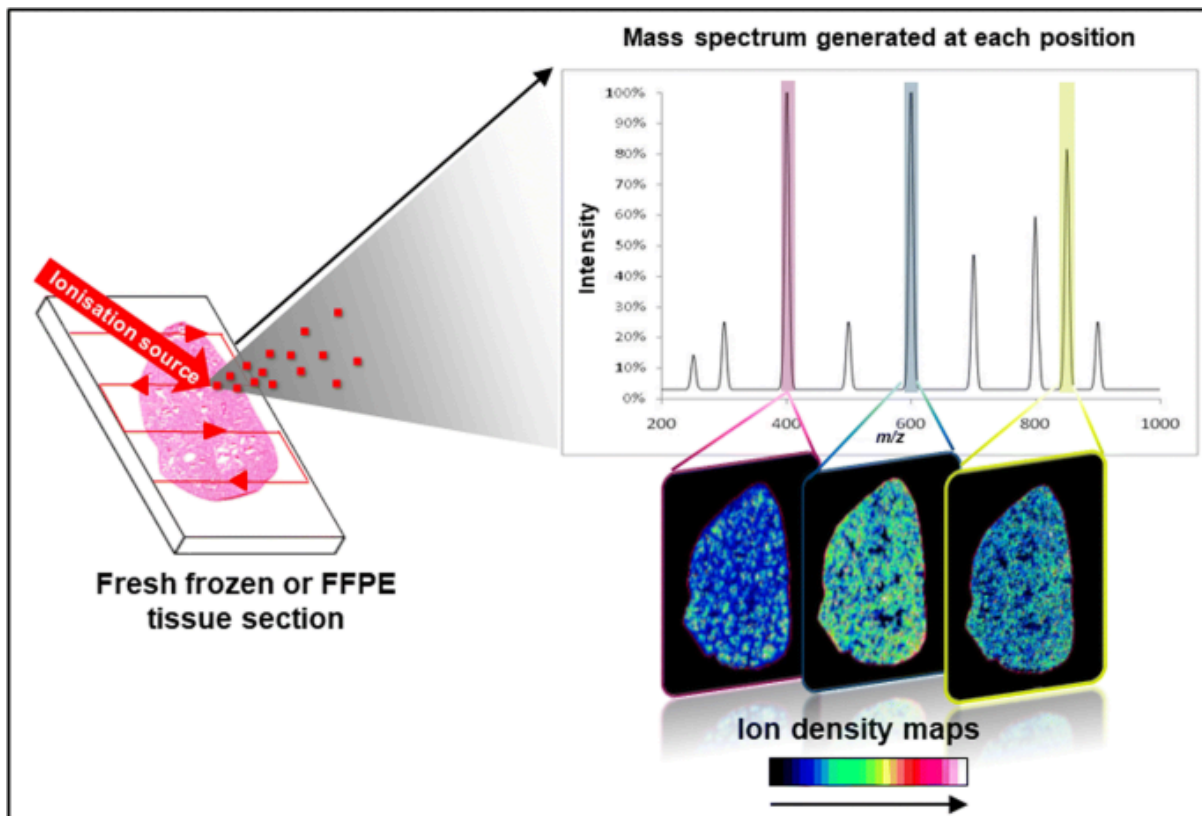 Mass spectrum generated at each position
Intensity
100%
90%
80%
70%
60%
50%
40%
30%
20%
10%
0%
200
400
600
800
1000
m/z
Ionisation source
Fresh frozen or FFPE
tissue section
Ion density maps